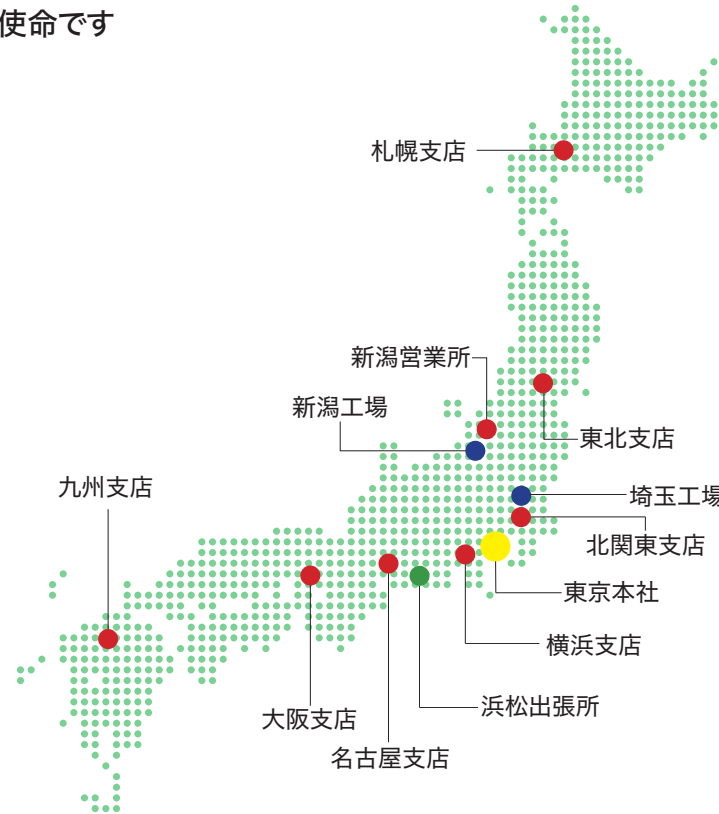 使命です
札幌支店
新潟営業所
新潟工場
東北支店
九州支店
埼玉工場
北関東支店
東京本社
横浜支店
浜松出張所
大阪支店
名古屋支店